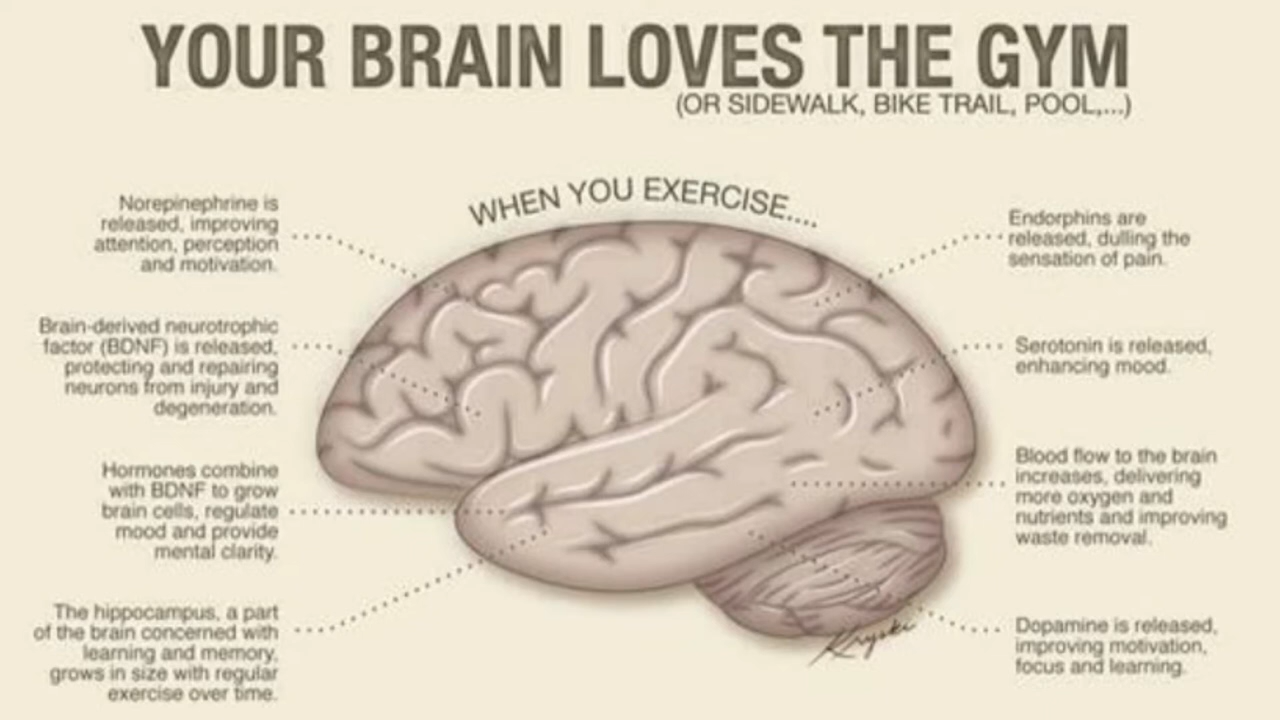 YOUR BRAIN LOVES THE GYM
(OR SIDEWALK, BIKE TRAIL, POOL,...)
WHEN YOU EXERCISE....
Norepinephrine is
released, improving
attention, perception
and motivation.
Brain-derived neurotrophic
factor (BDNF) is released,
protecting and repairing
neurons from injury and
degeneration.
Hormones combine
with BDNF to grow
brain cells, regulate
mood and provide
mental clarity.
The hippocampus, a part
of the brain concerned with
learning and memory,
grows in size with regular
exercise over time.
Endorphins are
released, dulling the
sensation of pain.
Serotonin is released,
enhancing mood.
Blood flow to the brain
increases, delivering
more oxygen and
nutrients and improving
waste removal.
Dopamine is released,
improving motivation,
focus and learning.